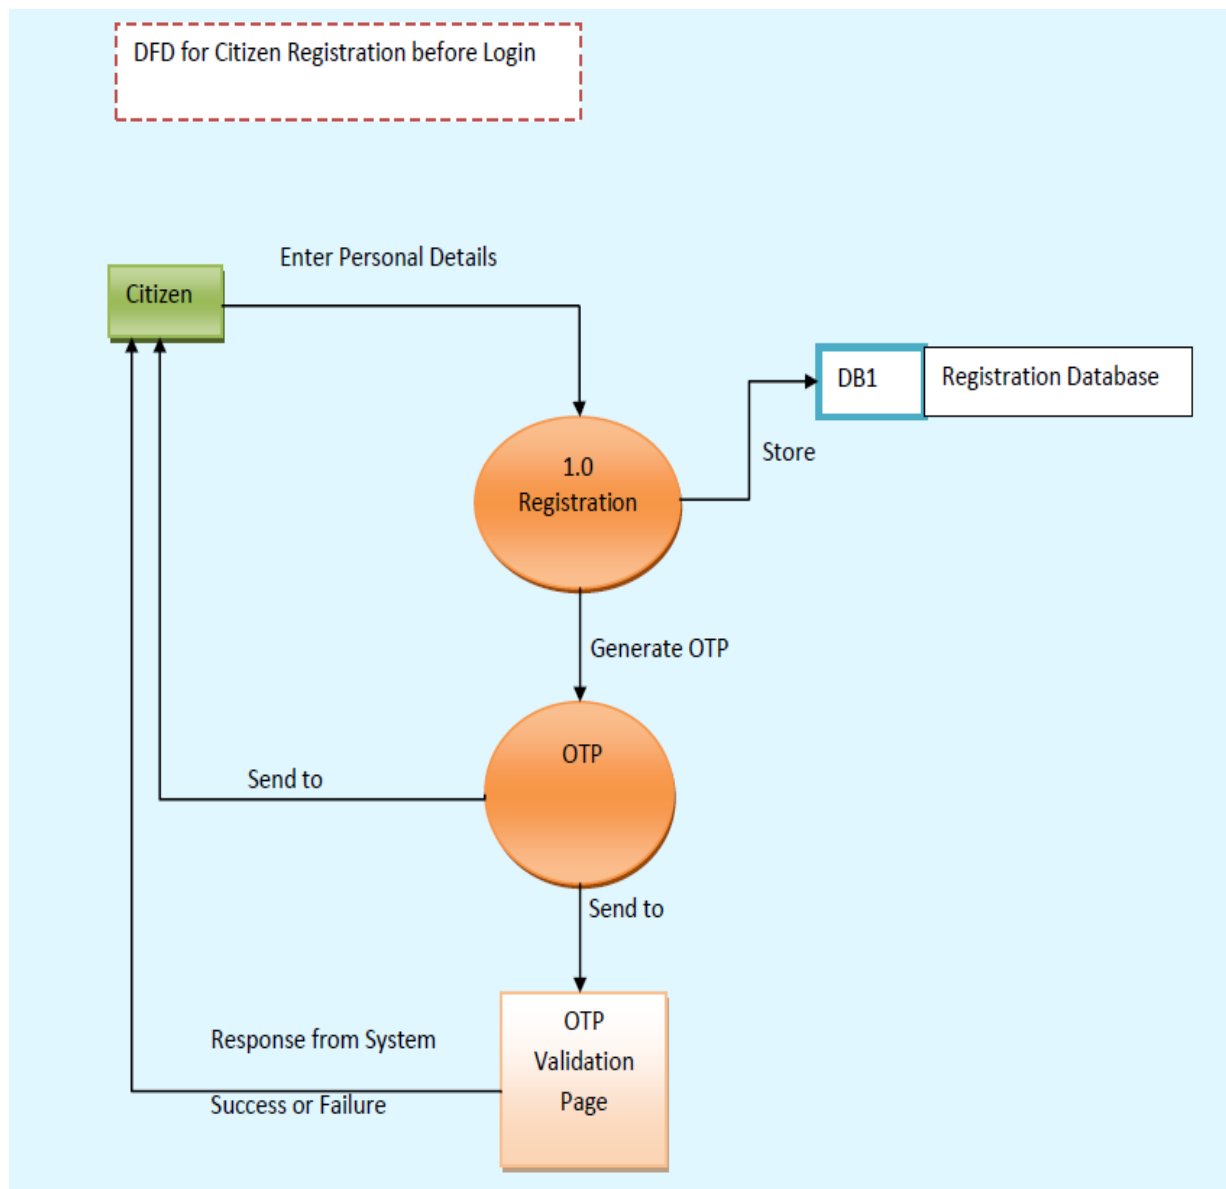 DFD for Citizen Registration before Login
Enter Personal Details
Citizen
DB1
Registration Database
Store
1.0
Registration
Generate OTP
OTP
Send to
Send to
OTP
Validation
Page
Response from System
Success or Failure